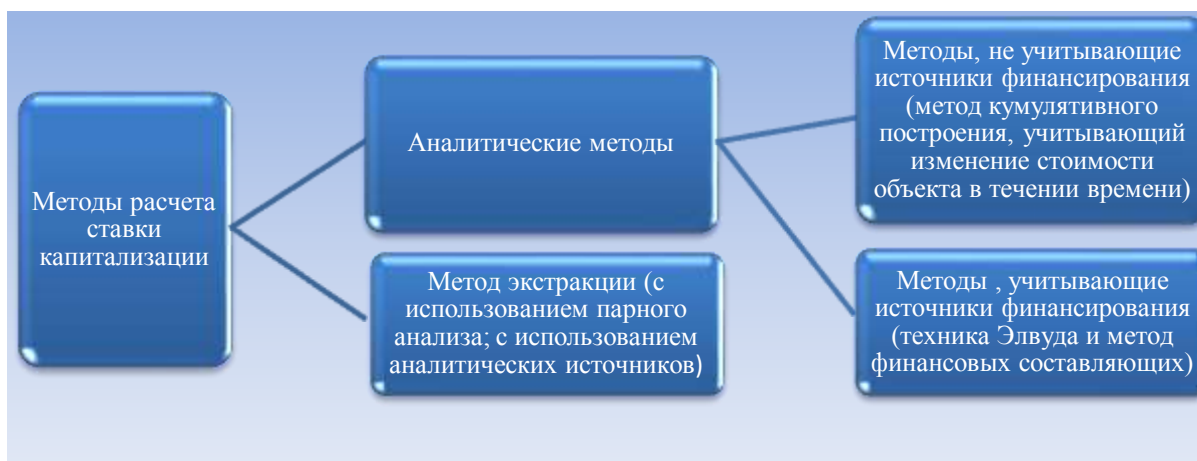 Методы расчета
ставки
капитализации
Аналитические методы
Метод экстракции (с
использованием парного
анализа; с использованием
аналитических источников)
Методы, не учитывающие
источники финансирования
(метод кумулятивного
построения, учитывающий
изменение стоимости
объекта в течении времени)
Методы , учитывающие
источники финансирования
(техника Элвуда и метод
финансовых составляющих)